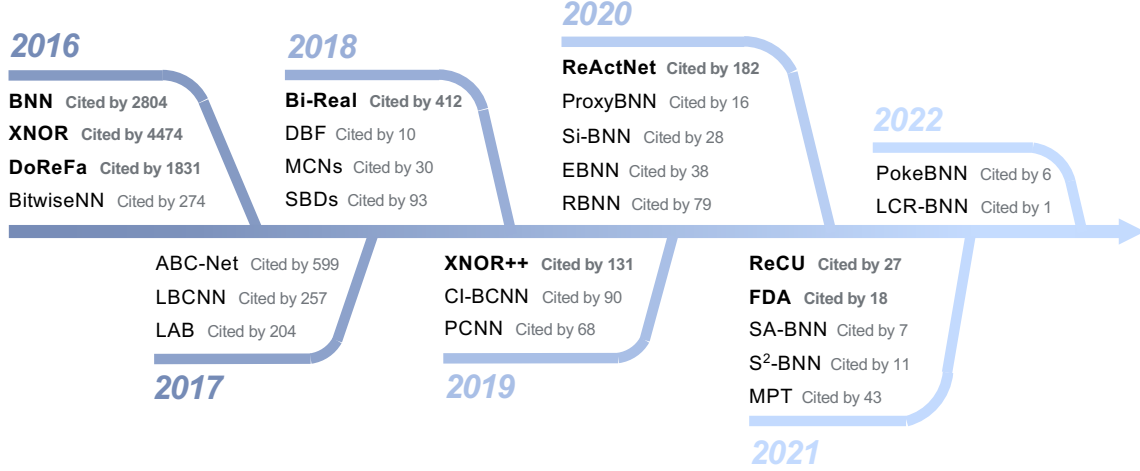 2016
BNN Cited by 2804
XNOR Cited by 4474
DoReFa Cited by 1831
BitwiseNN Cited by 274
ABC-Net Cited by 599
LBCNN Cited by 257
LAB Cited by 204
2017
2018
Bi-Real Cited by 412
DBF Cited by 10
MCNs Cited by 30
SBDs Cited by 93
XNOR++ Cited by 131
CI-BCNN Cited by 90
PCNN Cited by 68
2019
2020
ReActNet Cited by 182
ProxyBNN Cited by 16
Si-BNN Cited by 28
EBNN Cited by 38
RBNN Cited by 79
ReCU Cited by 27
FDA Cited by 18
SA-BNN Cited by 7
S²-BNN Cited by 11
MPT Cited by 43
2021
2022
PokeBNN Cited by 6
LCR-BNN Cited by 1